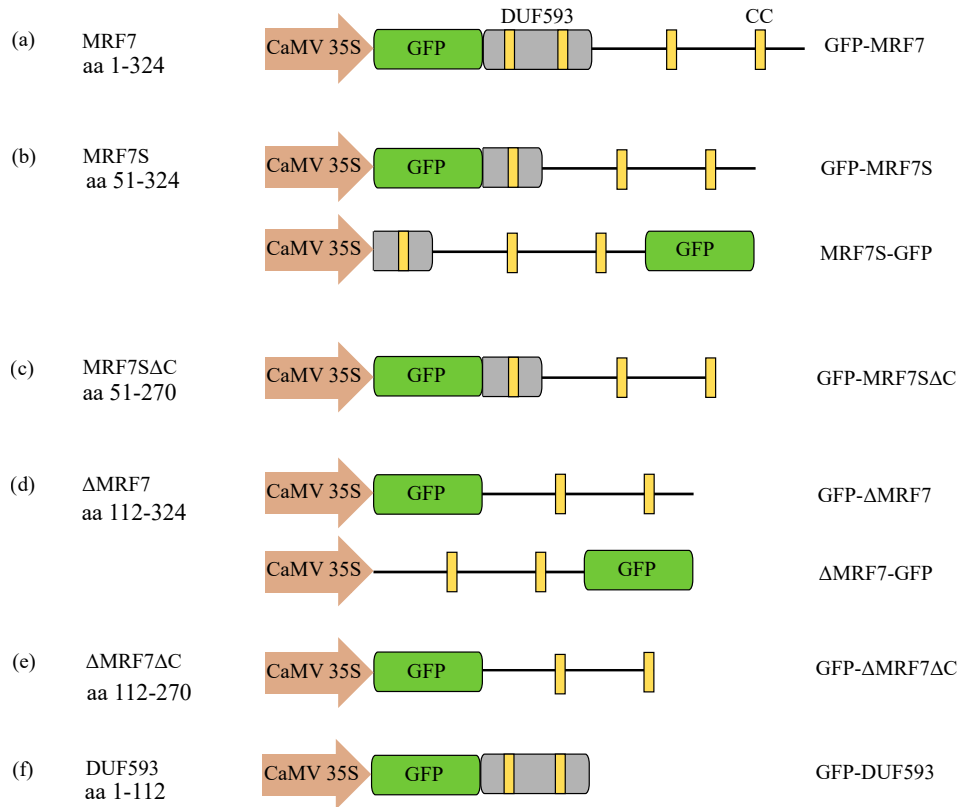 DUF593 CC
(a) MRF7 CaMV 35S GFP GFP-MRF7
aa 1-324
(b) MRF7S CaMV 35S GFP GFP-MRF7S
aa 51-324
CaMV 35S GFP MRF7S-GFP
(c) MRF7SΔC CaMV 35S GFP GFP-MRF7SΔC
aa 51-270
(d) ΔMRF7 CaMV 35S GFP GFP-ΔMRF7
aa 112-324
CaMV 35S GFP ΔMRF7-GFP
(e) ΔMRF7ΔC CaMV 35S GFP GFP-ΔMRF7ΔC
aa 112-270
(f) DUF593 CaMV 35S GFP GFP-DUF593
aa 1-112